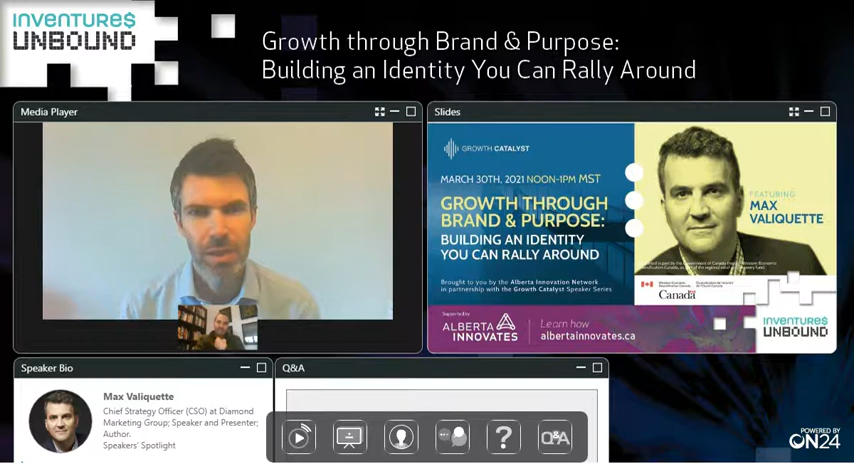 INVENTURE$
UNBOUND
Growth through Brand & Purpose:
Building an Identity You Can Rally Around
Media Player
Slides
GROWTH CATALYST
MARCH 30TH, 2021 NOON-1PM MST
GROWTH THROUGH
BRAND & PURPOSE:
BUILDING AN IDENTITY
YOU CAN RALLY AROUND
Brought to you by the Alberta Innovation Network
in partnership with the Growth Catalyst Speaker Series
FEATURING
MAX
VALIQUETTE
Canada
Supported by
ALBERTA
INNOVATES
Learn how
albertainnovates.ca
INVENTURE$
UNBOUND
Speaker Bio
Max Valiquette
Chief Strategy Officer (CSO) at Diamond
Marketing Group; Speaker and Presenter;
Author.
Speakers' Spotlight
Q&A
?
Q&A
POWERED BY
ON24